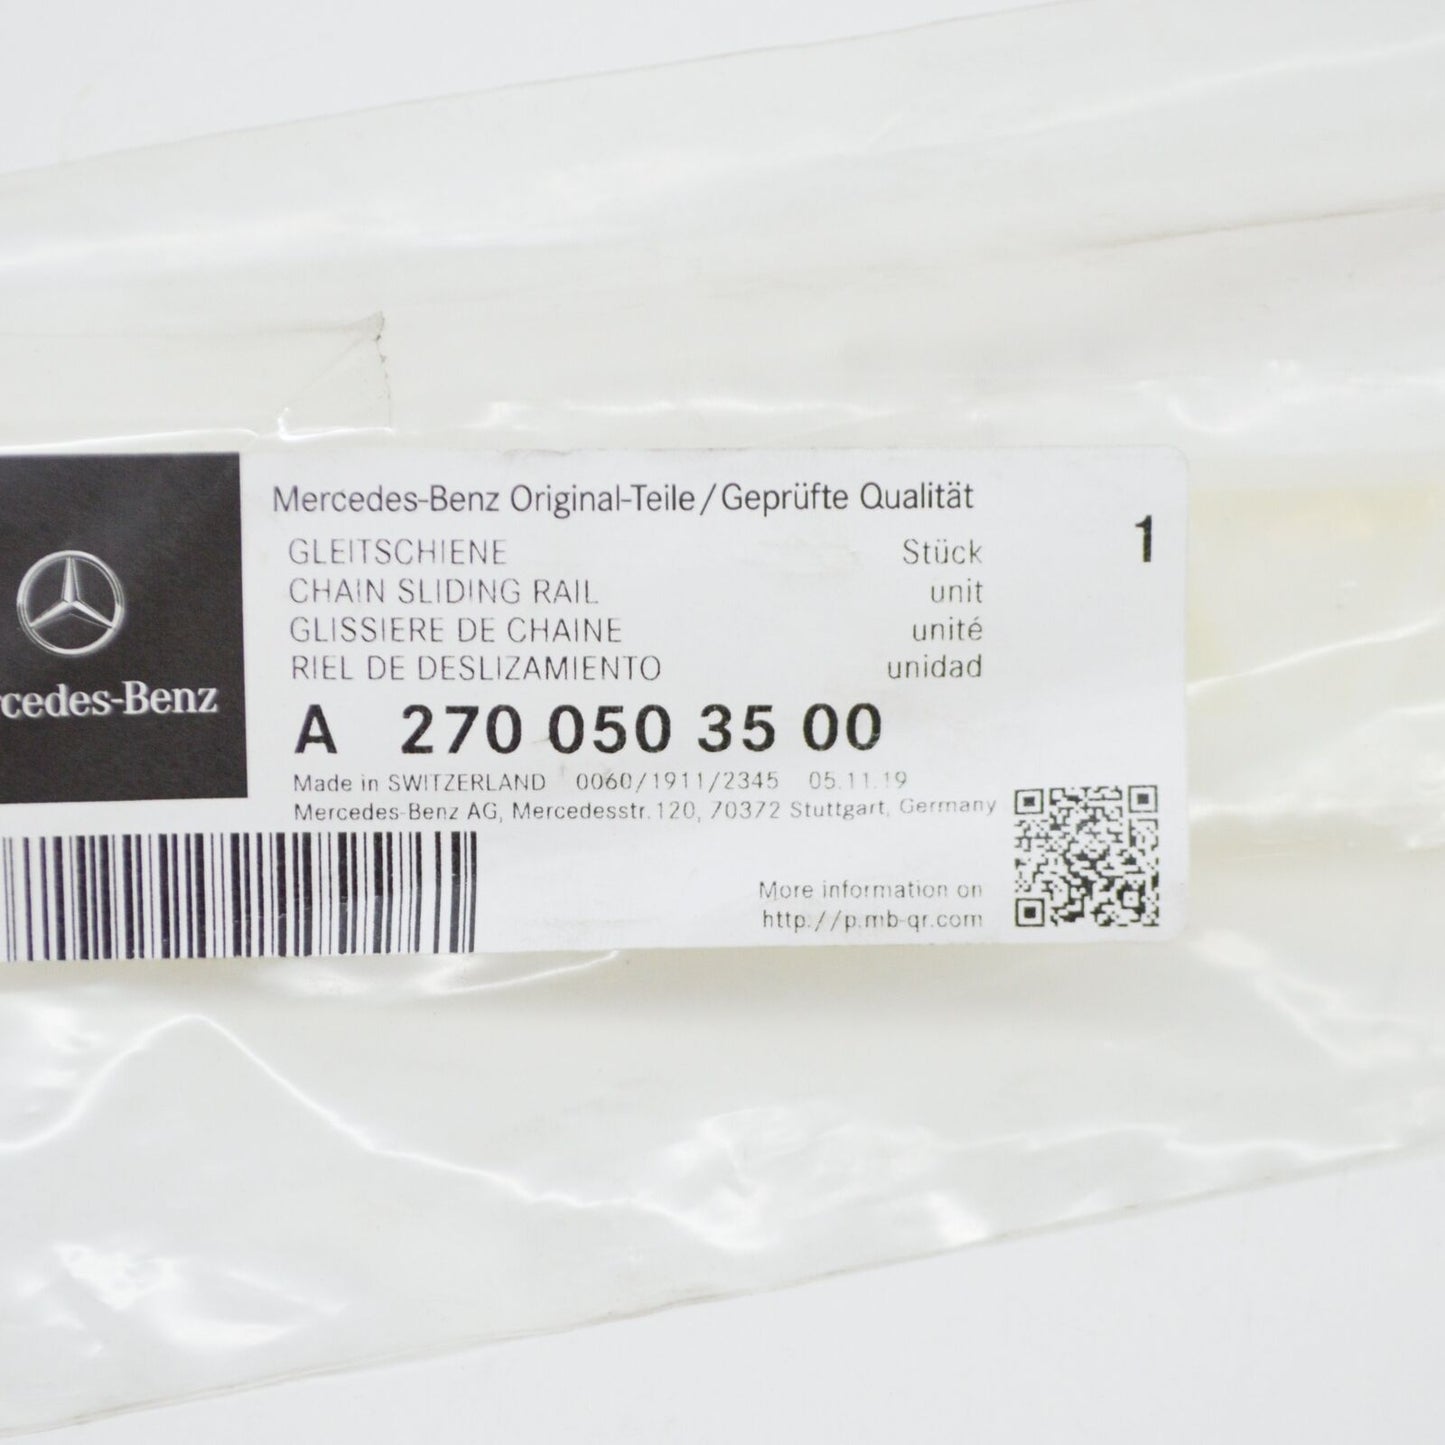 Mercedes-Benz Original-Teile/Geprüfte Qualität
GLEITSCHIENE Stück 1
CHAIN SLIDING RAIL unit
GLISSIERE DE CHAINE unité
RIEL DE DESLIZAMIENTO unidad
rcedes-Benz
A 270 050 35 00
Made in SWITZERLAND 0060/1911/2345 05.11.19
Mercedes-Benz AG, Mercedesstr.120, 70372 Stuttgart, Germany
More information on
http://p.mb-qr.com